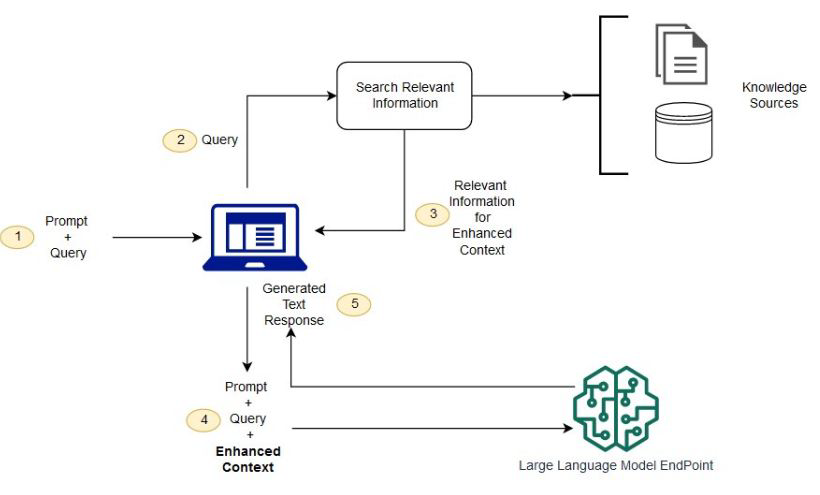 Search Relevant
Information
Knowledge
Sources
2
Query
Relevant
Information
for
Enhanced
Context
3
1
Prompt
+
Query
Generated
Text
Response
5
Prompt
+
Query
+
Enhanced
Context
4
Large Language Model EndPoint